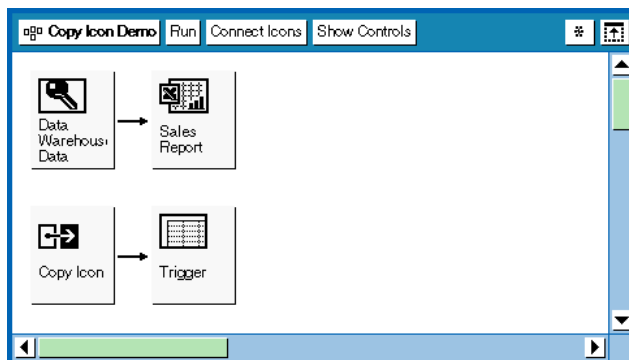 Copy Icon Demo Run Connect Icons Show Controls *
Data
Warehous
Data
Sales
Report
Copy Icon
Trigger